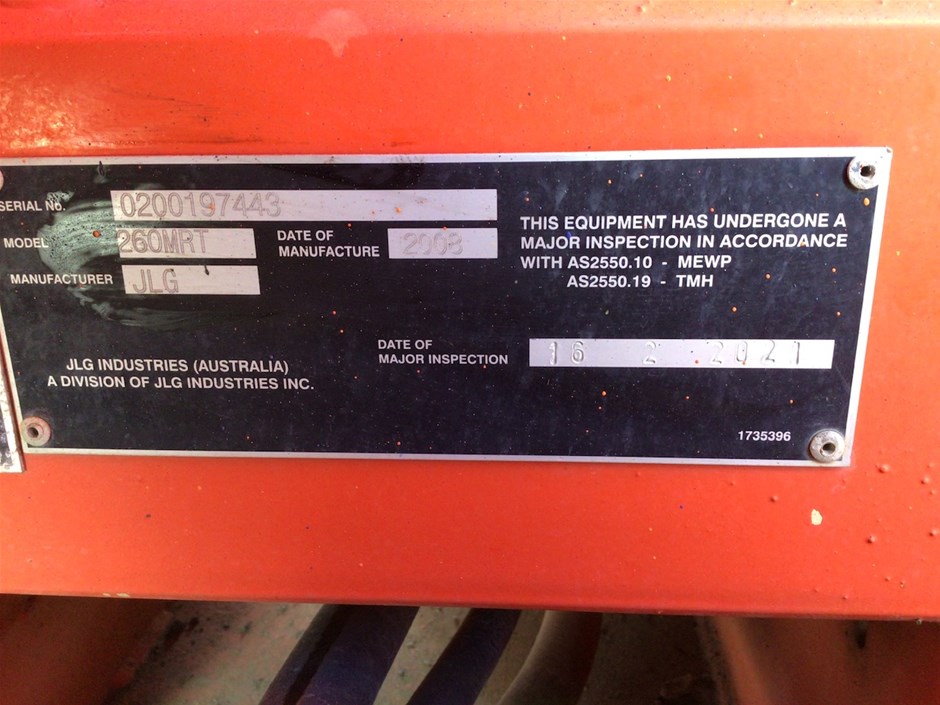 SERIAL No. 0200197443
MODEL 260MRT DATE OF MANUFACTURE 2008
MANUFACTURER JLG
THIS EQUIPMENT HAS UNDERGONE A
MAJOR INSPECTION IN ACCORDANCE
WITH AS2550.10 - MEWP
AS2550.19 - TMH
DATE OF
MAJOR INSPECTION 16 2 2021
JLG INDUSTRIES (AUSTRALIA)
A DIVISION OF JLG INDUSTRIES INC.
1735396